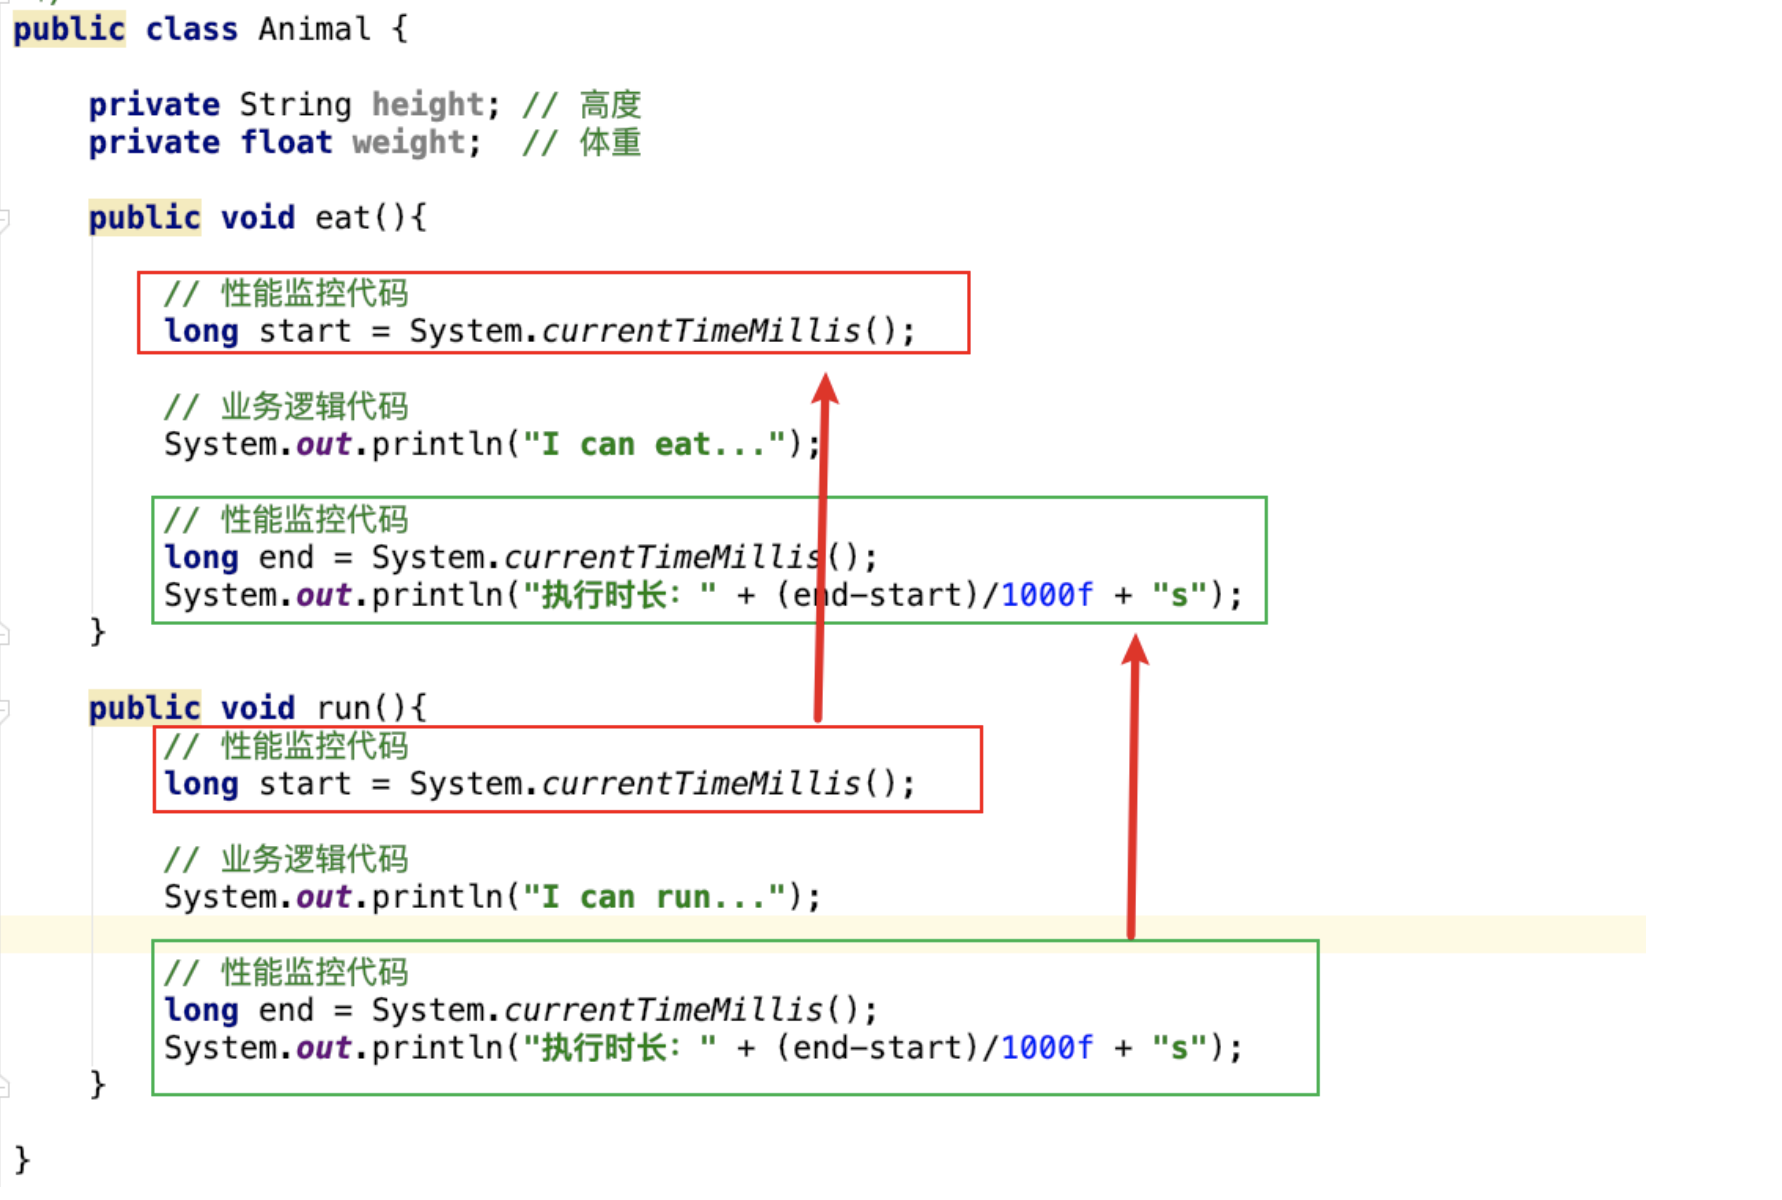 public class Animal {
private String height; // 高度
private float weight; // 体重
public void eat(){
// 性能监控代码
long start = System.currentTimeMillis();
// 业务逻辑代码
System.out.println("I can eat...");
// 性能监控代码
long end = System.currentTimeMillis();
System.out.println("执行时长：" + (end-start)/1000f + "s");
}
public void run(){
// 性能监控代码
long start = System.currentTimeMillis();
// 业务逻辑代码
System.out.println("I can run...");
// 性能监控代码
long end = System.currentTimeMillis();
System.out.println("执行时长：" + (end-start)/1000f + "s");
}
}